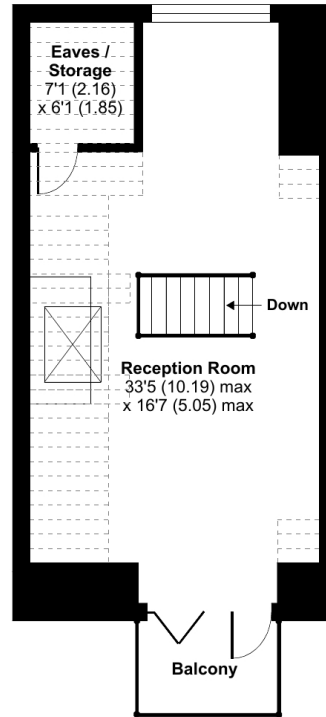 Eaves /
Storage
7'1 (2.16)
x 6'1 (1.85)
Down
Reception Room
33'5 (10.19) max
x 16'7 (5.05) max
Balcony